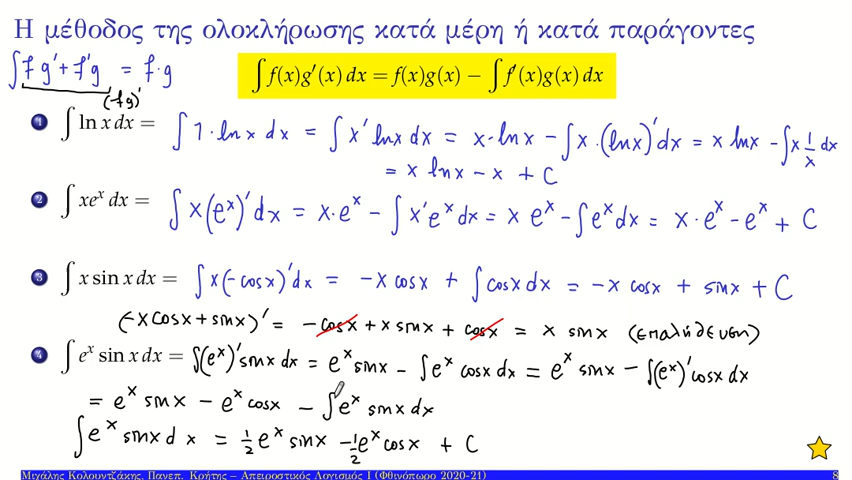 Η μέθοδος της ολοκλήρωσης κατά μέρη ή κατά παράγοντες
∫ f g' + f' g = f · g
(fg)'
∫ f(x)g′(x) dx = f(x)g(x) − ∫ f′(x)g(x) dx
1 ∫ ln x dx = ∫ 1 · ln x dx = ∫ x' ln x dx = x · ln x − ∫ x · (ln x)' dx = x ln x − ∫ x 1/x dx
= x ln x − x + C
2 ∫ xe^x dx = ∫ x (e^x)' dx = x · e^x − ∫ x' e^x dx = x e^x − ∫ e^x dx = x · e^x − e^x + C
3 ∫ x sin x dx = ∫ x (−cos x)' dx = −x cos x + ∫ cos x dx = −x cos x + sin x + C
(−x cos x + sin x)' = −cos x + x sin x + cos x = x sin x (επαλήθευση)
4 ∫ e^x sin x dx = ∫ (e^x)' sin x dx = e^x sin x − ∫ e^x cos x dx = e^x sin x − ∫ (e^x)' cos x dx
= e^x sin x − e^x cos x − ∫ e^x sin x dx
∫ e^x sin x dx = 1/2 e^x sin x − 1/2 e^x cos x + C
Μιχάλης Κολουντζάκης, Πανεπ. Κρήτης – Απειροστικός Λογισμός Ι (Φθινόπωρο 2020-21) 8